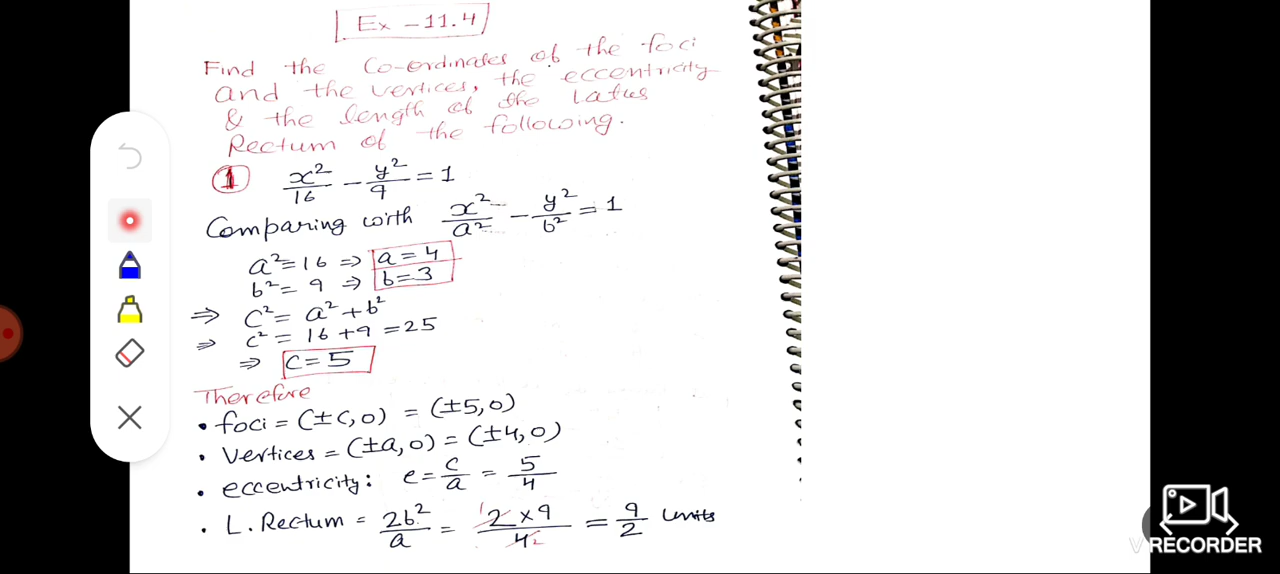 Ex - 11.4
Find the Co-ordinates of the foci
and the vertices, the eccentricity
& the length of the latus
Rectum of the following.
① x²/16 - y²/9 = 1
Comparing with x²/a² - y²/b² = 1
a² = 16 ⇒ a = 4
b² = 9 ⇒ b = 3
⇒ c² = a² + b²
⇒ c² = 16 + 9 = 25
⇒ c = 5
Therefore
• foci = (±c, 0) = (±5, 0)
• Vertices = (±a, 0) = (±4, 0)
• eccentricity: e = c/a = 5/4
• L. Rectum = 2b²/a = 2 × 9/4 = 9/2 units
V RECORDER